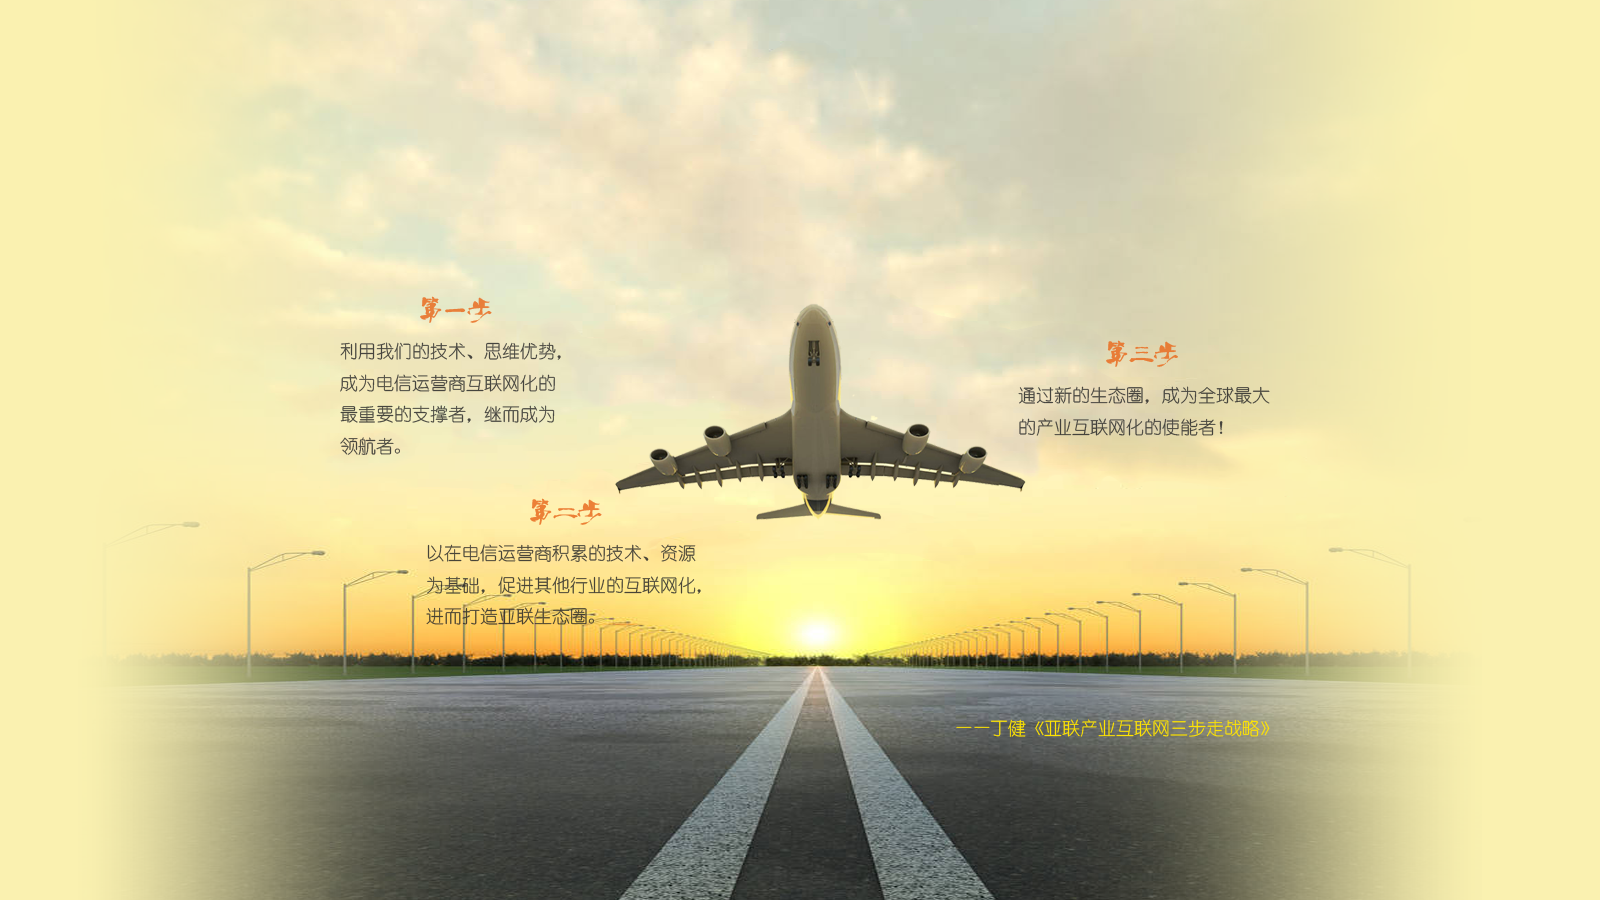 第一步
利用我们的技术、思维优势，
成为电信运营商互联网化的
最重要的支撑者，继而成为
领航者。
第二步
以在电信运营商积累的技术、资源
为基础，促进其他行业的互联网化，
进而打造亚联生态圈。
第三步
通过新的生态圈，成为全球最大
的产业互联网化的使能者！
——丁健《亚联产业互联网三步走战略》